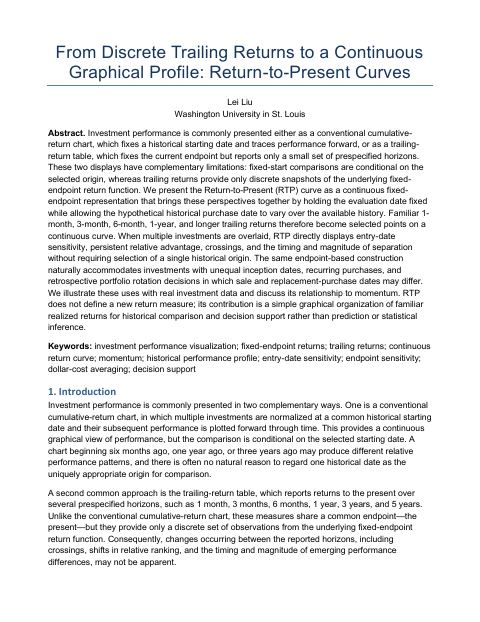 From Discrete Trailing Returns to a Continuous
Graphical Profile: Return-to-Present Curves
Lei Liu
Washington University in St. Louis
Abstract. Investment performance is commonly presented either as a conventional cumulative-
return chart, which fixes a historical starting date and traces performance forward, or as a trailing-
return table, which fixes the current endpoint but reports only a small set of prespecified horizons.
These two displays have complementary limitations: fixed-start comparisons are conditional on the
selected origin, whereas trailing returns provide only discrete snapshots of the underlying fixed-
endpoint return function. We present the Return-to-Present (RTP) curve as a continuous fixed-
endpoint representation that brings these perspectives together by holding the evaluation date fixed
while allowing the hypothetical historical purchase date to vary over the available history. Familiar 1-
month, 3-month, 6-month, 1-year, and longer trailing returns therefore become selected points on a
continuous curve. When multiple investments are overlaid, RTP directly displays entry-date
sensitivity, persistent relative advantage, crossings, and the timing and magnitude of separation
without requiring selection of a single historical origin. The same endpoint-based construction
naturally accommodates investments with unequal inception dates, recurring purchases, and
retrospective portfolio rotation decisions in which sale and replacement-purchase dates may differ.
We illustrate these uses with real investment data and discuss its relationship to momentum. RTP
does not define a new return measure; its contribution is a simple graphical organization of familiar
realized returns for historical comparison and decision support rather than prediction or statistical
inference.
Keywords: investment performance visualization; fixed-endpoint returns; trailing returns; continuous
return curve; momentum; historical performance profile; entry-date sensitivity; endpoint sensitivity;
dollar-cost averaging; decision support
1. Introduction
Investment performance is commonly presented in two complementary ways. One is a conventional
cumulative-return chart, in which multiple investments are normalized at a common historical starting
date and their subsequent performance is plotted forward through time. This provides a continuous
graphical view of performance, but the comparison is conditional on the selected starting date. A
chart beginning six months ago, one year ago, or three years ago may produce different relative
performance patterns, and there is often no natural reason to regard one historical date as the
uniquely appropriate origin for comparison.
A second common approach is the trailing-return table, which reports returns to the present over
several prespecified horizons, such as 1 month, 3 months, 6 months, 1 year, 3 years, and 5 years.
Unlike the conventional cumulative-return chart, these measures share a common endpoint—the
present—but they provide only a discrete set of observations from the underlying fixed-endpoint
return function. Consequently, changes occurring between the reported horizons, including
crossings, shifts in relative ranking, and the timing and magnitude of emerging performance
differences, may not be apparent.